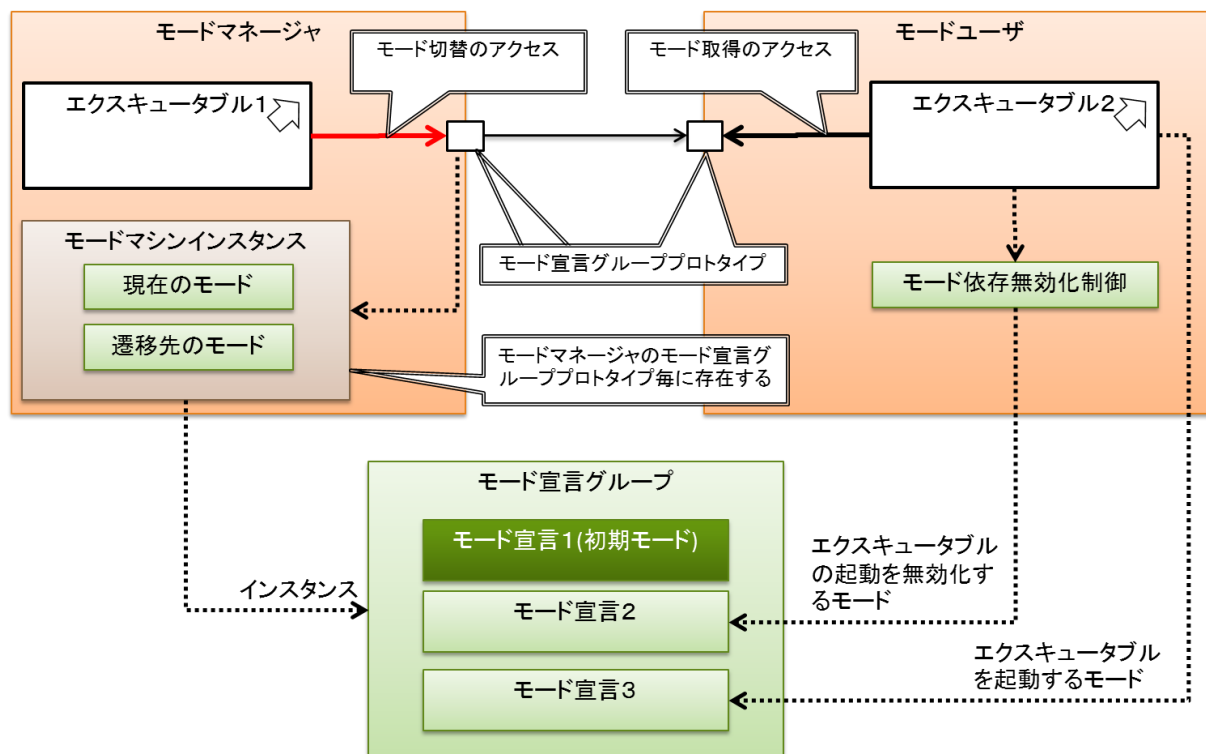 モードマネージャ
モード切替のアクセス
モード取得のアクセス
モードユーザ
エクスキュータブル1
エクスキュータブル2
モードマシンインスタンス
現在のモード
遷移先のモード
モード宣言グループプロトタイプ
モード依存無効化制御
モードマネージャのモード宣言グ
ループプロトタイプ毎に存在する
モード宣言グループ
モード宣言1(初期モード)
モード宣言2
モード宣言3
インスタンス
エクスキュータブル
の起動を無効化す
るモード
エクスキュータブル
を起動するモード